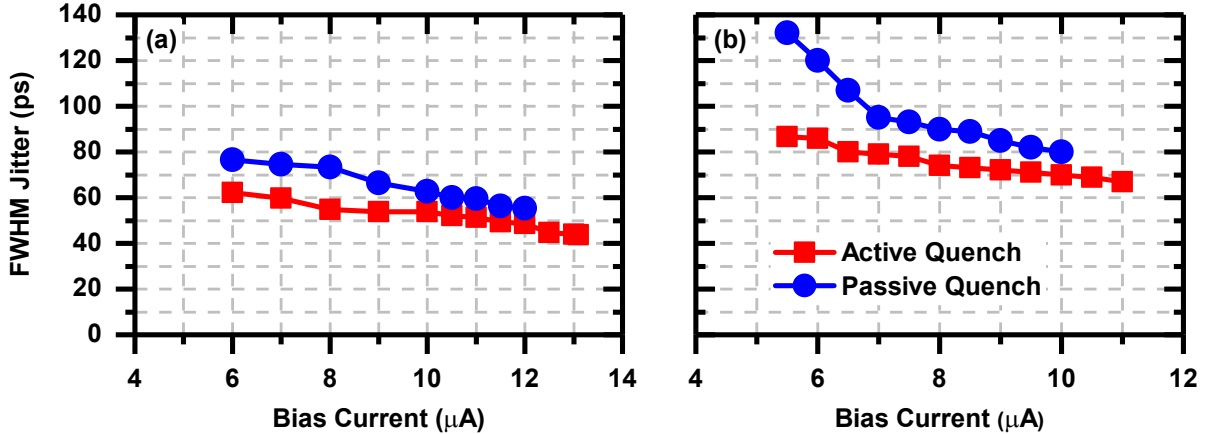 140
120
100
80
60
40
20
0
FWHM Jitter (ps)
(a)
4 6 8 10 12 14
Bias Current (μA)
(b)
Active Quench
Passive Quench
4 6 8 10 12
Bias Current (μA)